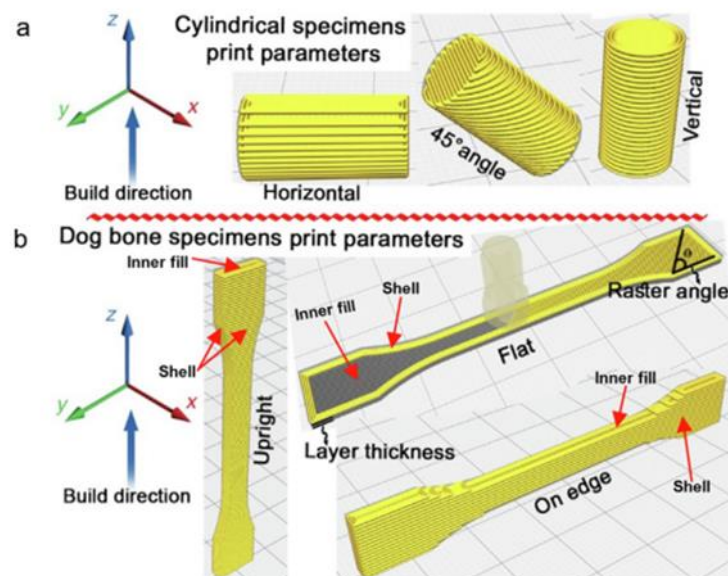 a
Cylindrical specimens
print parameters
z
y
x
Build direction
Horizontal
45°angle
Vertical
b
Dog bone specimens print parameters
Inner fill
Shell
Upright
z
y
x
Build direction
Inner fill
Shell
Flat
θ
Raster angle
Layer thickness
Inner fill
On edge
Shell